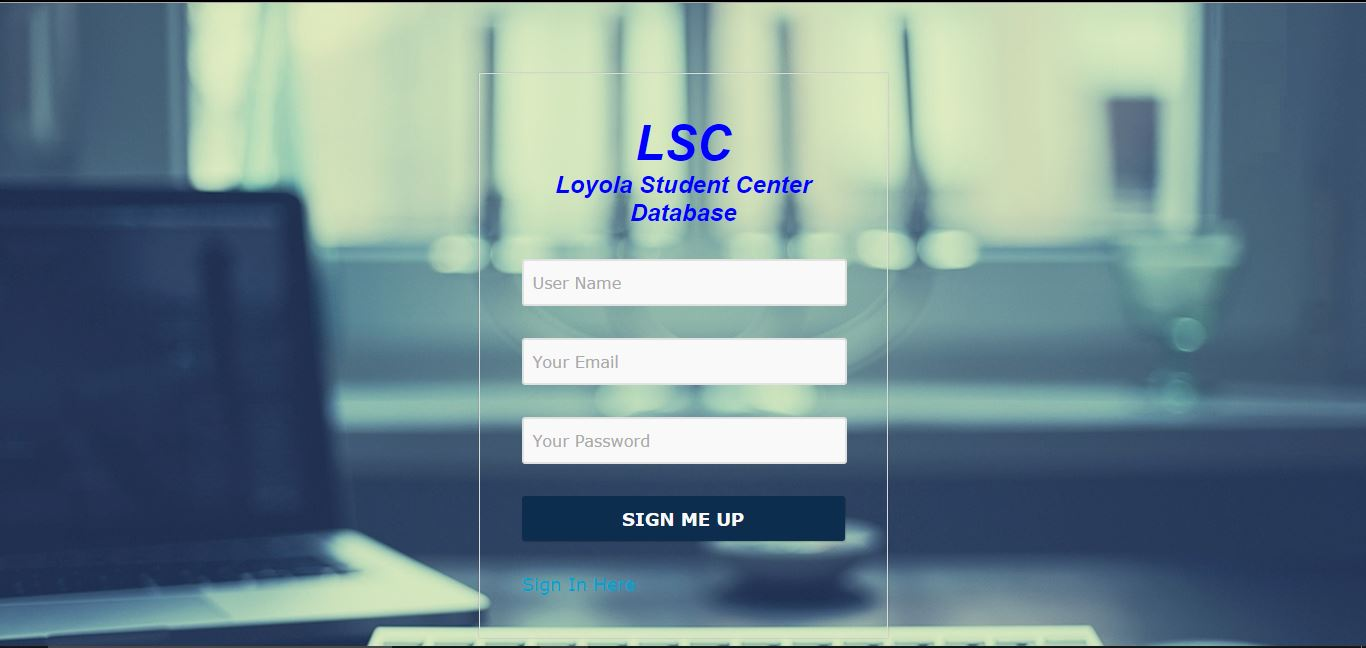 LSC
Loyola Student Center
Database
User Name
Your Email
Your Password
SIGN ME UP
Sign In Here